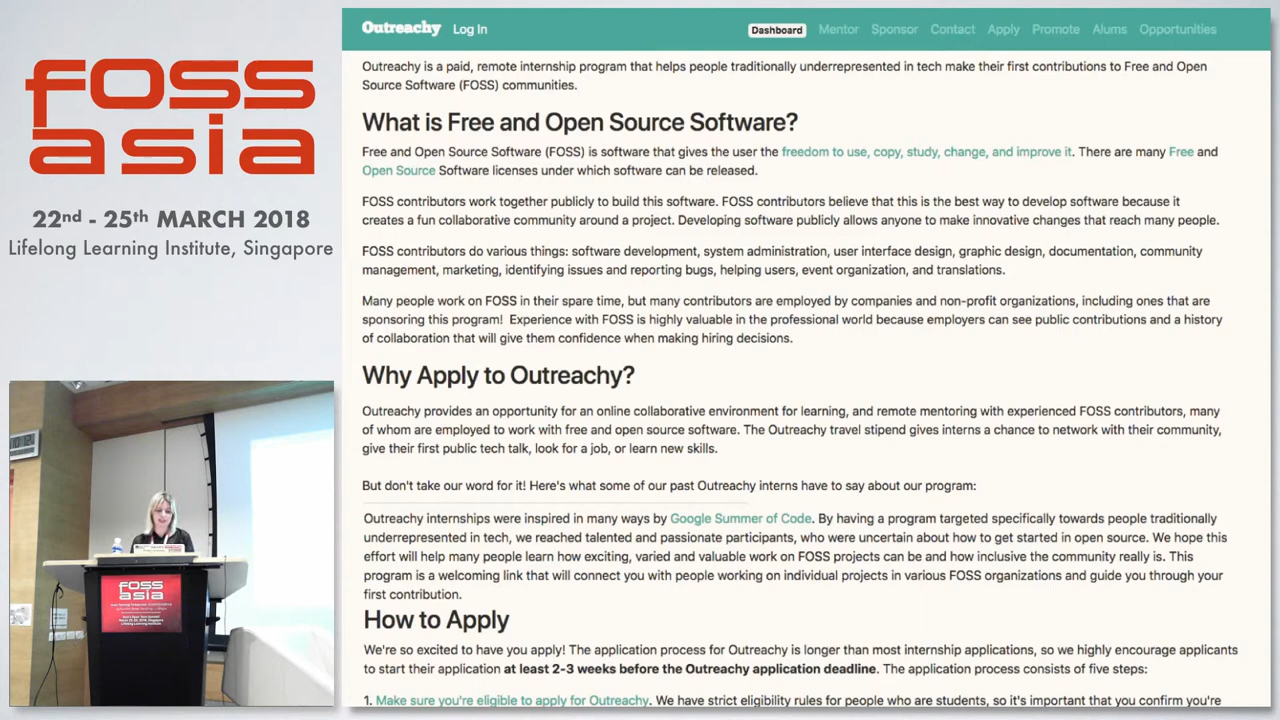 foss
asia
22nd - 25th MARCH 2018
Lifelong Learning Institute, Singapore
FOSS
ASIA
Outreachy Log In Dashboard Mentor Sponsor Contact Apply Promote Alums Opportunities
Outreachy is a paid, remote internship program that helps people traditionally underrepresented in tech make their first contributions to Free and Open
Source Software (FOSS) communities.
What is Free and Open Source Software?
Free and Open Source Software (FOSS) is software that gives the user the freedom to use, copy, study, change, and improve it. There are many Free and
Open Source Software licenses under which software can be released.
FOSS contributors work together publicly to build this software. FOSS contributors believe that this is the best way to develop software because it
creates a fun collaborative community around a project. Developing software publicly allows anyone to make innovative changes that reach many people.
FOSS contributors do various things: software development, system administration, user interface design, graphic design, documentation, community
management, marketing, identifying issues and reporting bugs, helping users, event organization, and translations.
Many people work on FOSS in their spare time, but many contributors are employed by companies and non-profit organizations, including ones that are
sponsoring this program! Experience with FOSS is highly valuable in the professional world because employers can see public contributions and a history
of collaboration that will give them confidence when making hiring decisions.
Why Apply to Outreachy?
Outreachy provides an opportunity for an online collaborative environment for learning, and remote mentoring with experienced FOSS contributors, many
of whom are employed to work with free and open source software. The Outreachy travel stipend gives interns a chance to network with their community,
give their first public tech talk, look for a job, or learn new skills.
But don't take our word for it! Here's what some of our past Outreachy interns have to say about our program:
Outreachy internships were inspired in many ways by Google Summer of Code. By having a program targeted specifically towards people traditionally
underrepresented in tech, we reached talented and passionate participants, who were uncertain about how to get started in open source. We hope this
effort will help many people learn how exciting, varied and valuable work on FOSS projects can be and how inclusive the community really is. This
program is a welcoming link that will connect you with people working on individual projects in various FOSS organizations and guide you through your
first contribution.
How to Apply
We're so excited to have you apply! The application process for Outreachy is longer than most internship applications, so we highly encourage applicants
to start their application at least 2-3 weeks before the Outreachy application deadline. The application process consists of five steps:
1. Make sure you're eligible to apply for Outreachy. We have strict eligibility rules for people who are students, so it's important that you confirm you're